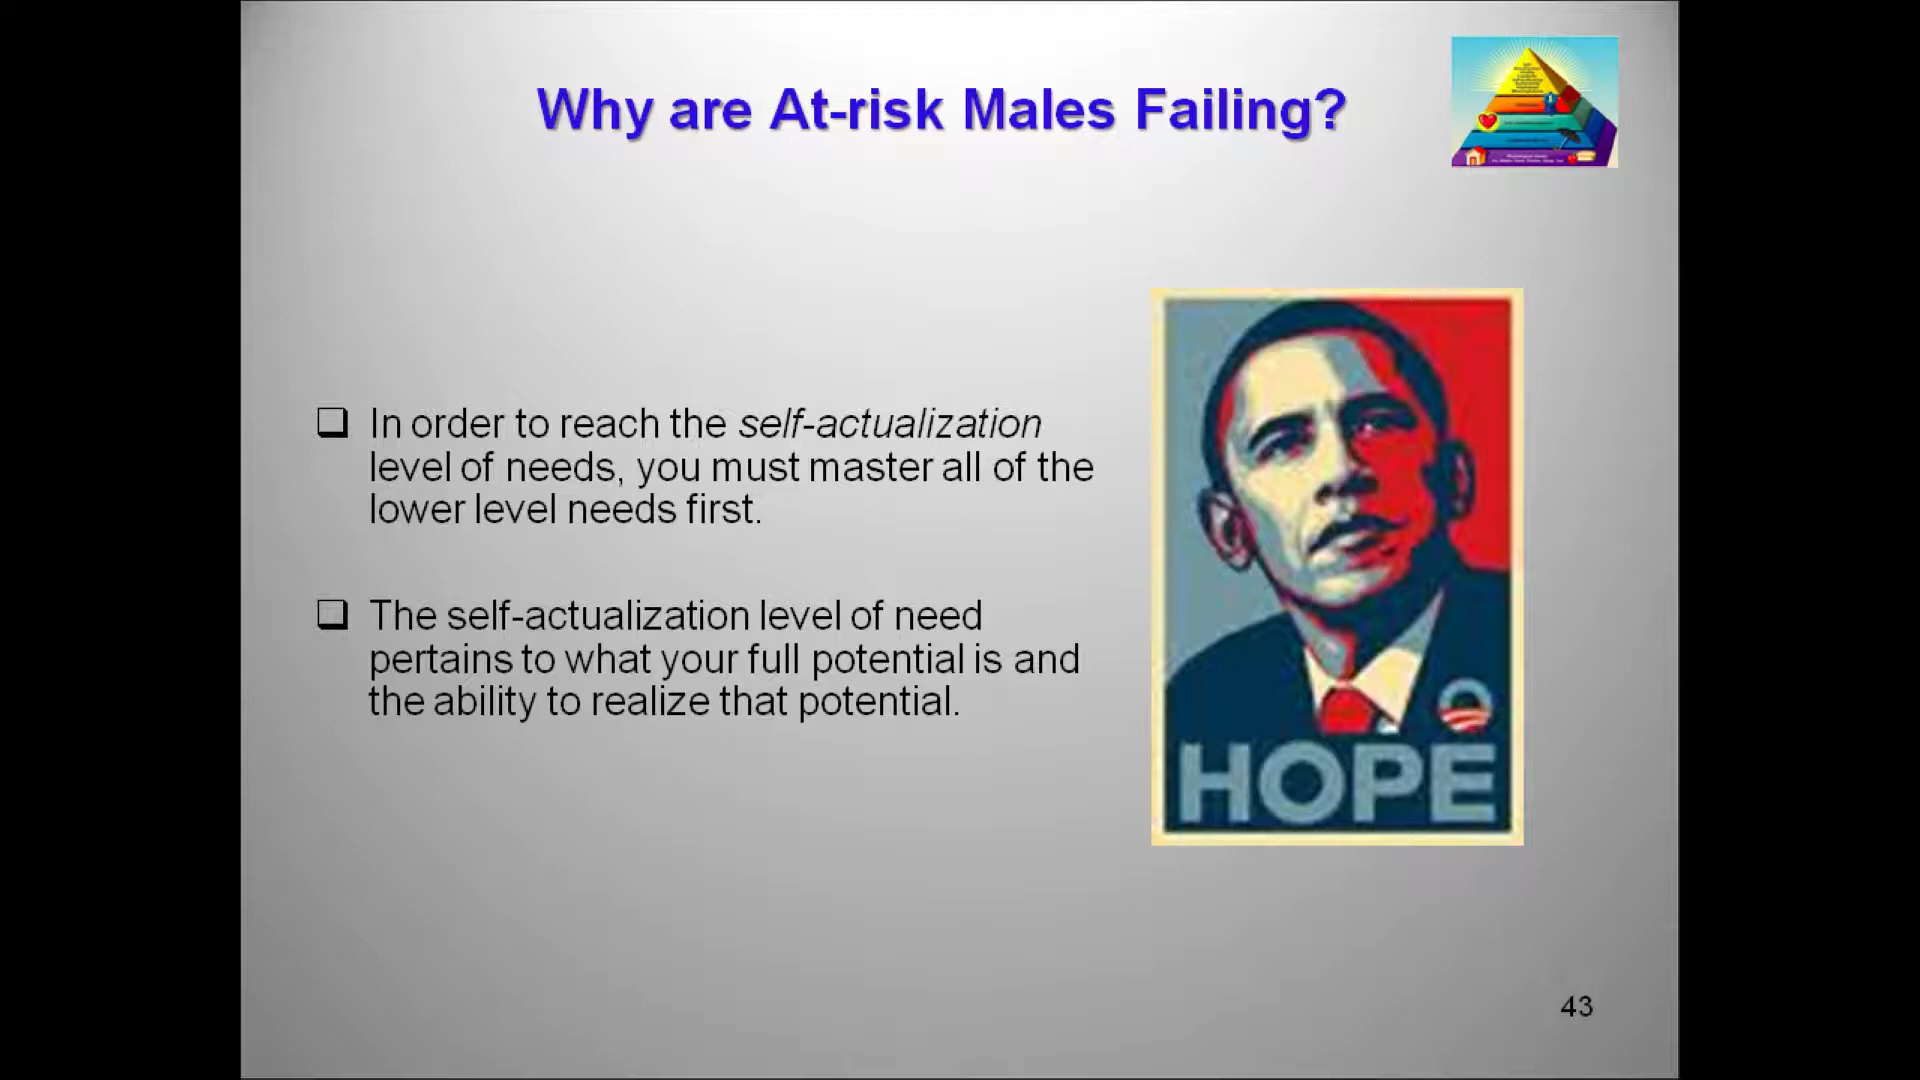 Why are At-risk Males Failing?
In order to reach the self-actualization
level of needs, you must master all of the
lower level needs first.
The self-actualization level of need
pertains to what your full potential is and
the ability to realize that potential.
HOPE
43